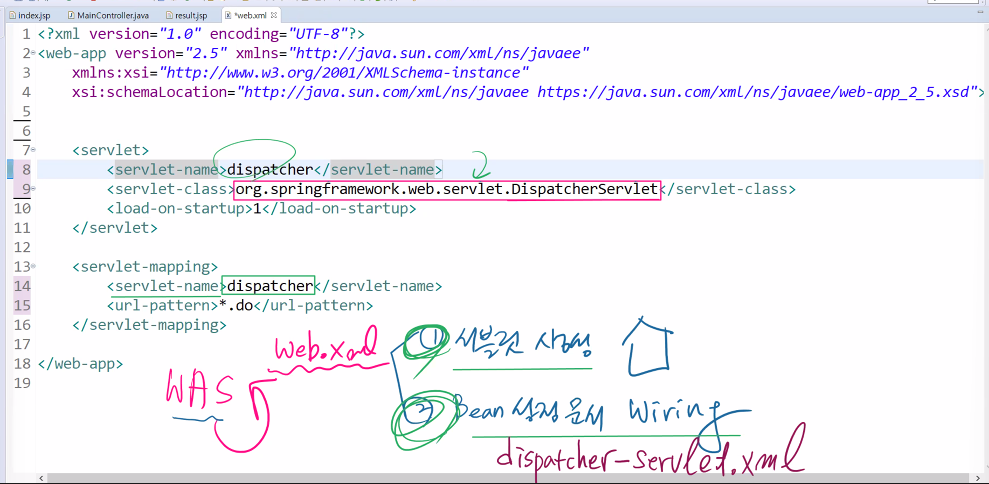 index.jsp MainController.java result.jsp *web.xml
1 <?xml version="1.0" encoding="UTF-8"?>
2 <web-app version="2.5" xmlns="http://java.sun.com/xml/ns/javaee"
3 xmlns:xsi="http://www.w3.org/2001/XMLSchema-instance"
4 xsi:schemaLocation="http://java.sun.com/xml/ns/javaee https://java.sun.com/xml/ns/javaee/web-app_2_5.xsd">
5
6
7 <servlet>
8 <servlet-name>dispatcher</servlet-name>
9 <servlet-class>org.springframework.web.servlet.DispatcherServlet</servlet-class>
10 <load-on-startup>1</load-on-startup>
11 </servlet>
12
13 <servlet-mapping>
14 <servlet-name>dispatcher</servlet-name>
15 <url-pattern>*.do</url-pattern>
16 </servlet-mapping>
17
18 </web-app>
19
WAS
web.xml
① 서블릿
② Bean 설정 문서 Wiring
dispatcher-servlet.xml